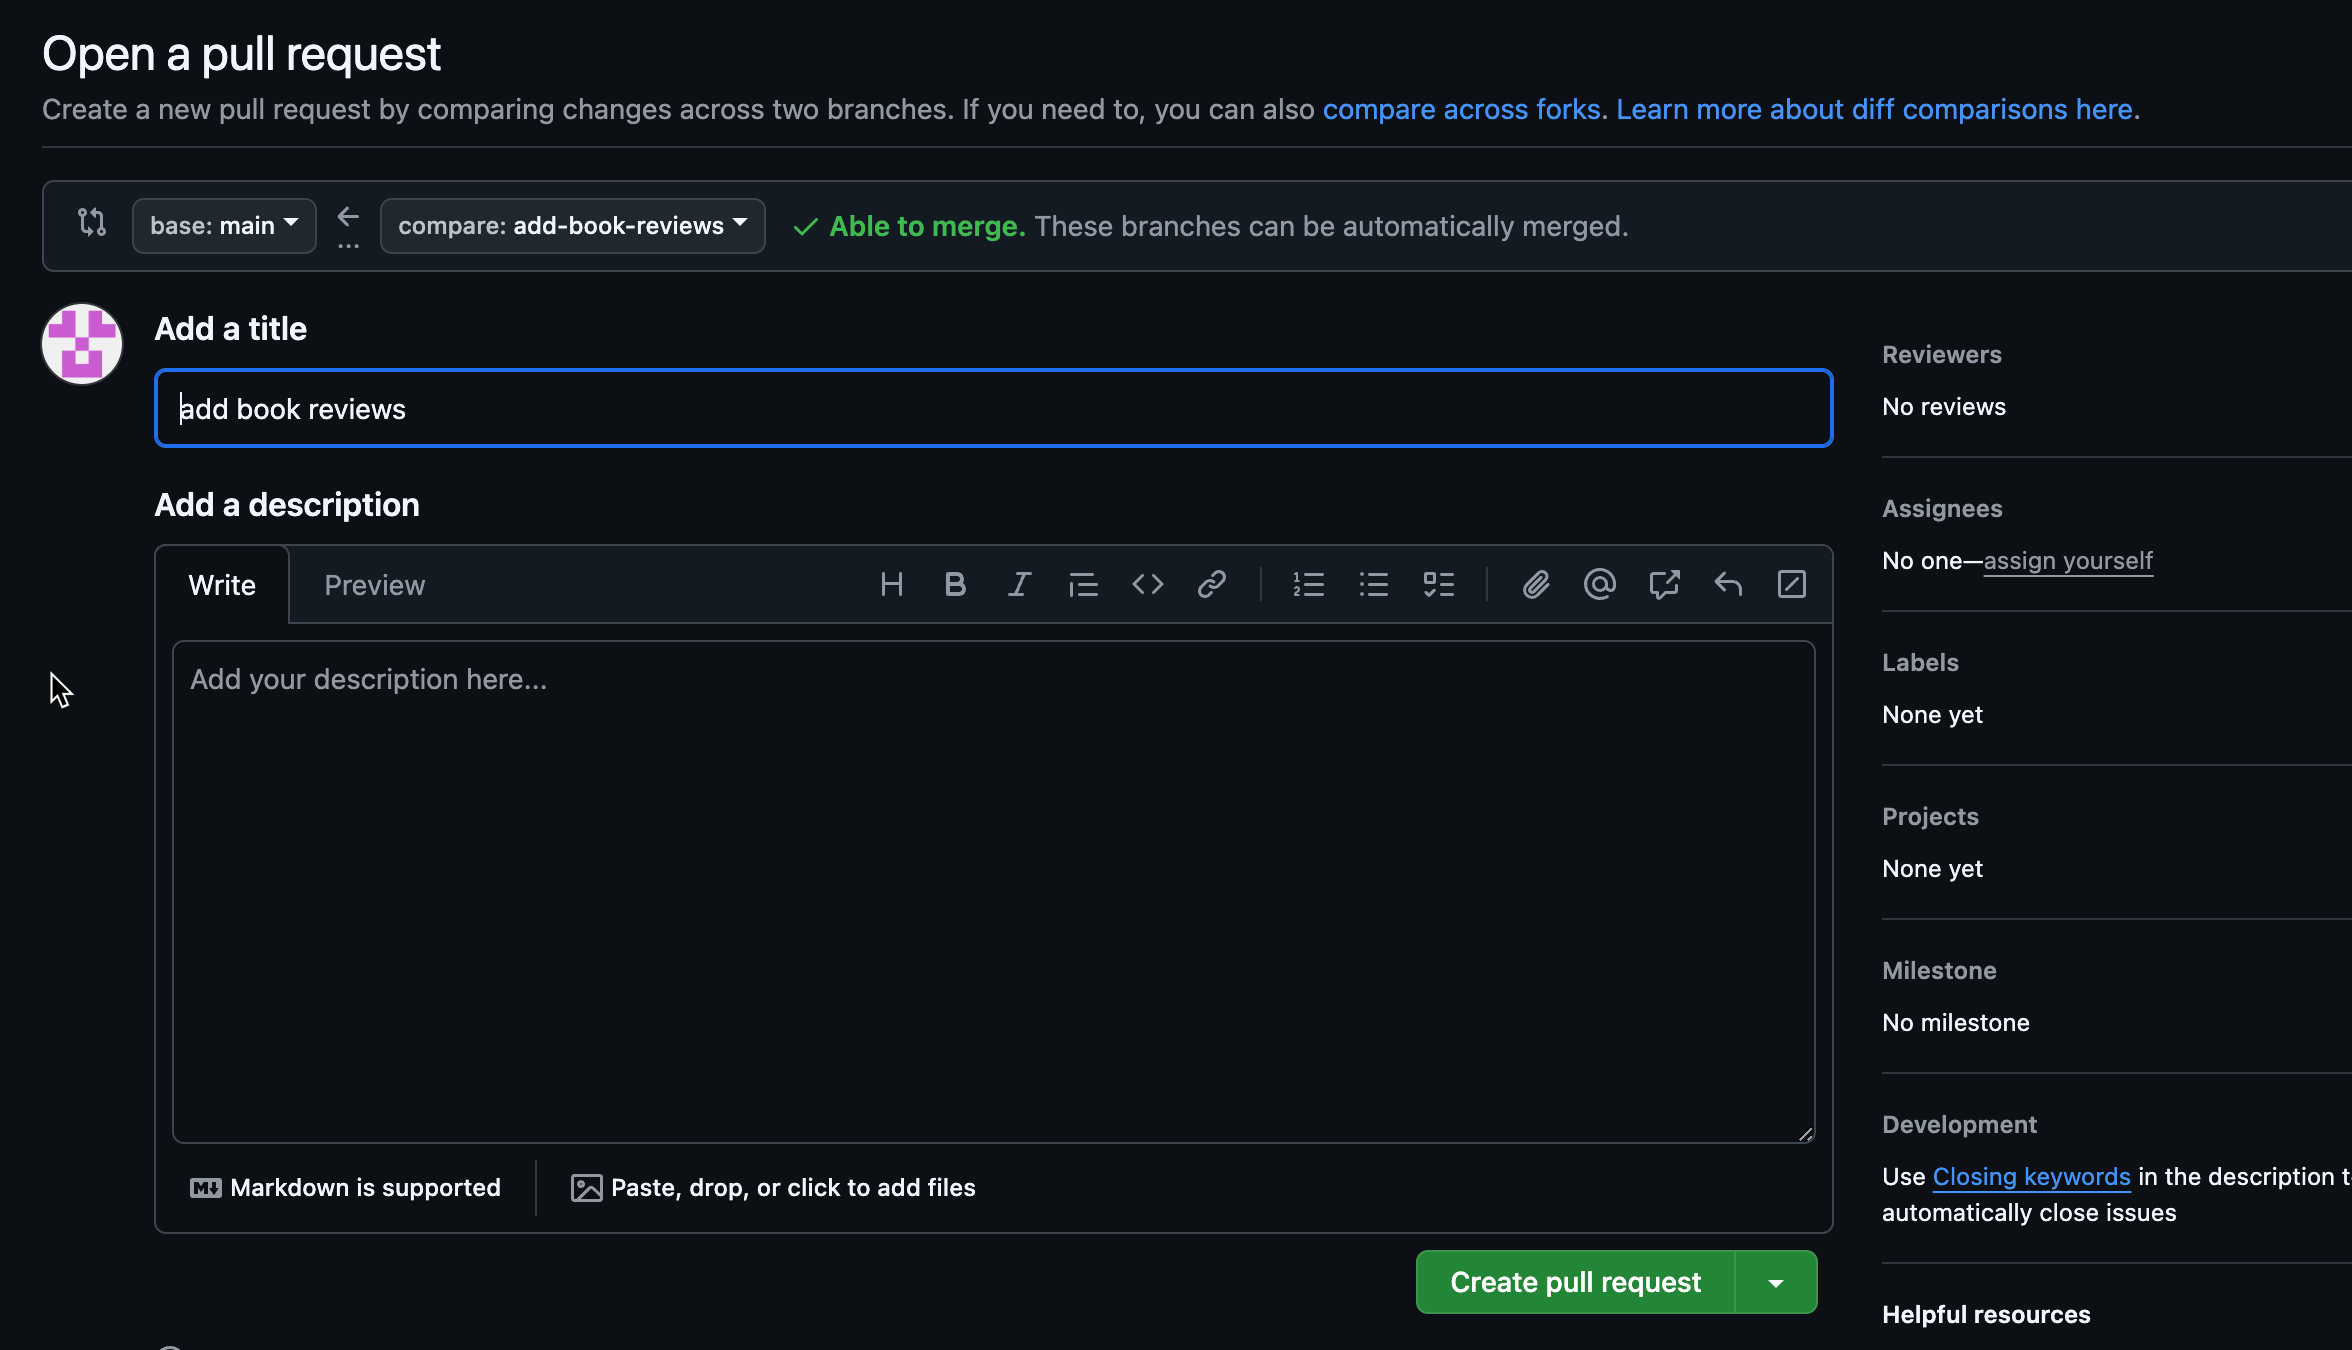 Open a pull request
Create a new pull request by comparing changes across two branches. If you need to, you can also compare across forks. Learn more about diff comparisons here.
base: main ... compare: add-book-reviews Able to merge. These branches can be automatically merged.
Add a title
add book reviews
Add a description
Write Preview
Add your description here...
Markdown is supported Paste, drop, or click to add files
Create pull request
Reviewers
No reviews
Assignees
No one—assign yourself
Labels
None yet
Projects
None yet
Milestone
No milestone
Development
Use Closing keywords in the description
automatically close issues
Helpful resources